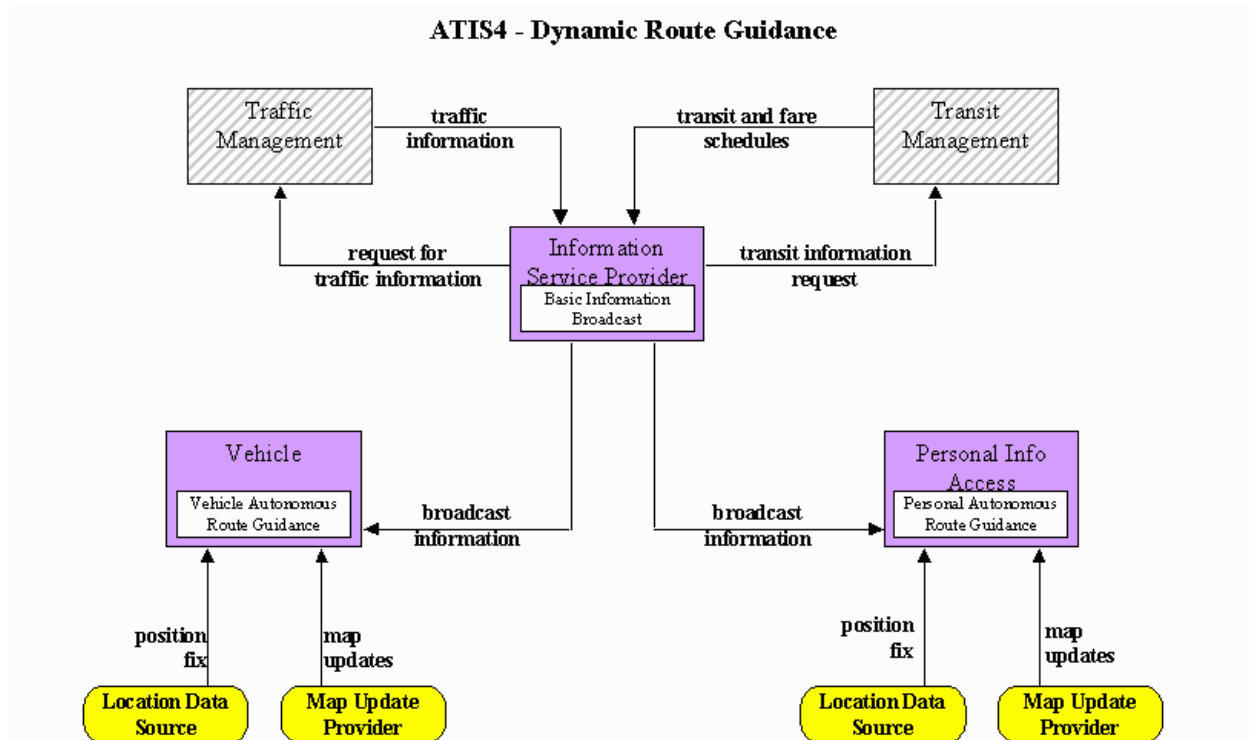 ATIS4 - Dynamic Route Guidance
Traffic
Management
traffic
information
transit and fare
schedules
Transit
Management
request for
traffic information
Information
Service Provider
Basic Information
Broadcast
transit information
request
Vehicle
Vehicle Autonomous
Route Guidance
broadcast
information
broadcast
information
Personal Info
Access
Personal Autonomous
Route Guidance
position
fix
map
updates
position
fix
map
updates
Location Data
Source
Map Update
Provider
Location Data
Source
Map Update
Provider